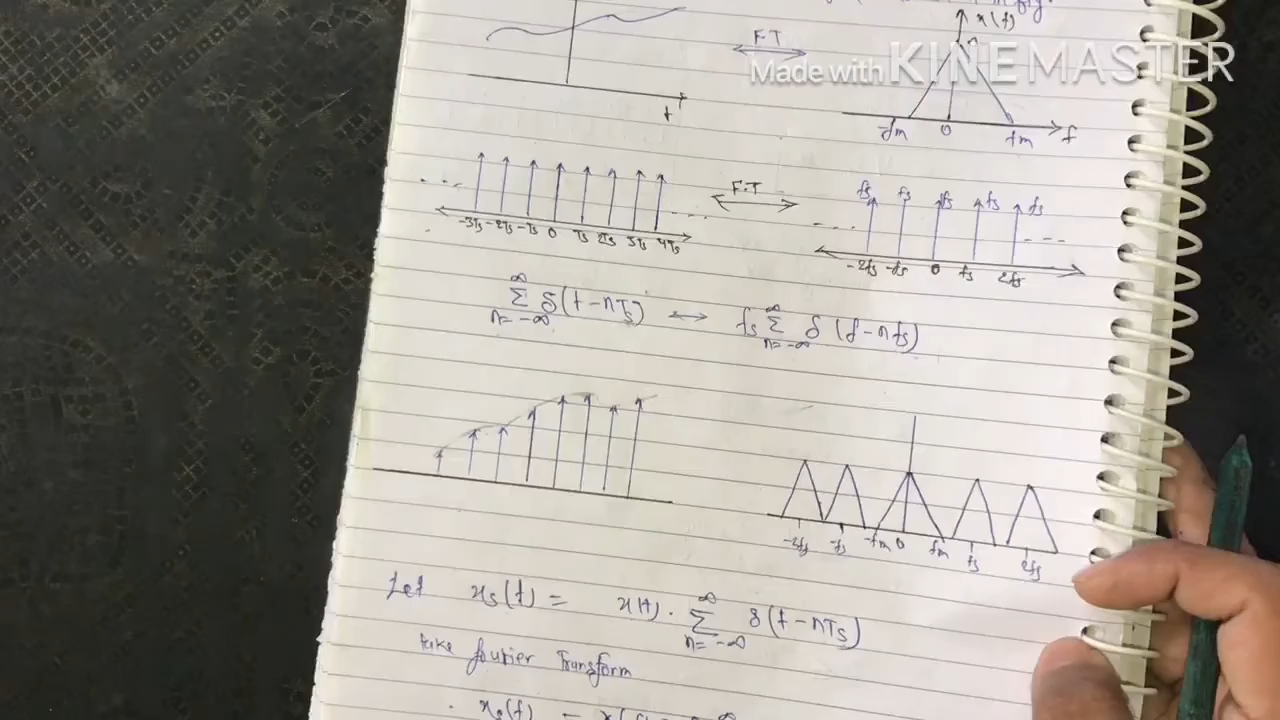 fig.
x(f)
F.T
Made with KINEMASTER
t
-fm 0 fm f
fs fs fs fs fs
F.T
-3Ts -2Ts -Ts 0 Ts 2Ts 3Ts 4Ts
-2fs -fs 0 fs 2fs
∞ Σ n=-∞ δ(t-nTs) ↔ fs ∞ Σ n=-∞ δ(f-nfs)
-2fs -fs -fm 0 fm fs 2fs
Let xs(t) = x(t). ∞ Σ n=-∞ δ(t-nTs)
take fourier Transform
xs(f) =